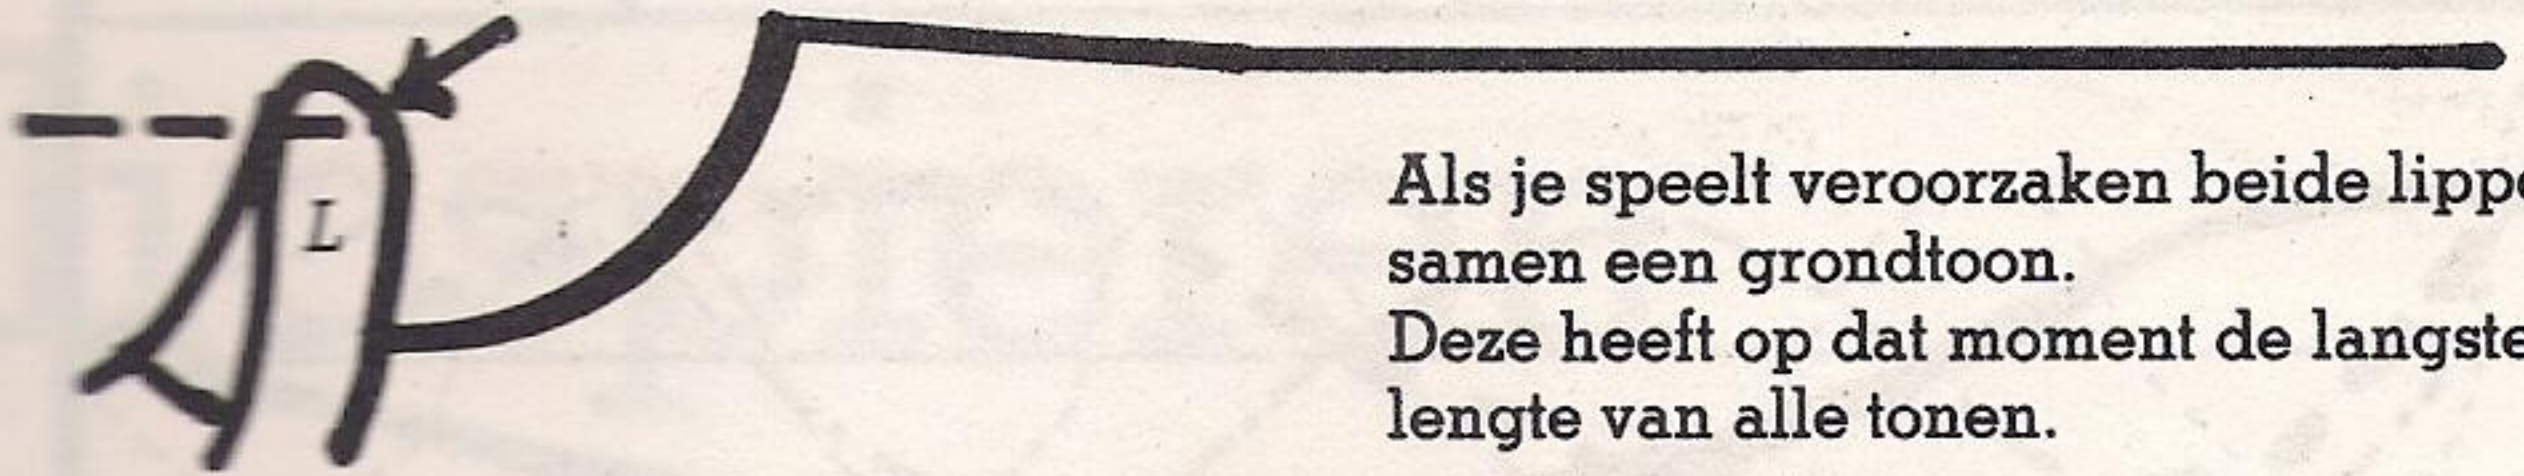 L
Als je speelt veroorzaken beide lipp
samen een grondtoon.
Deze heeft op dat moment de langste
lengte van alle tonen.